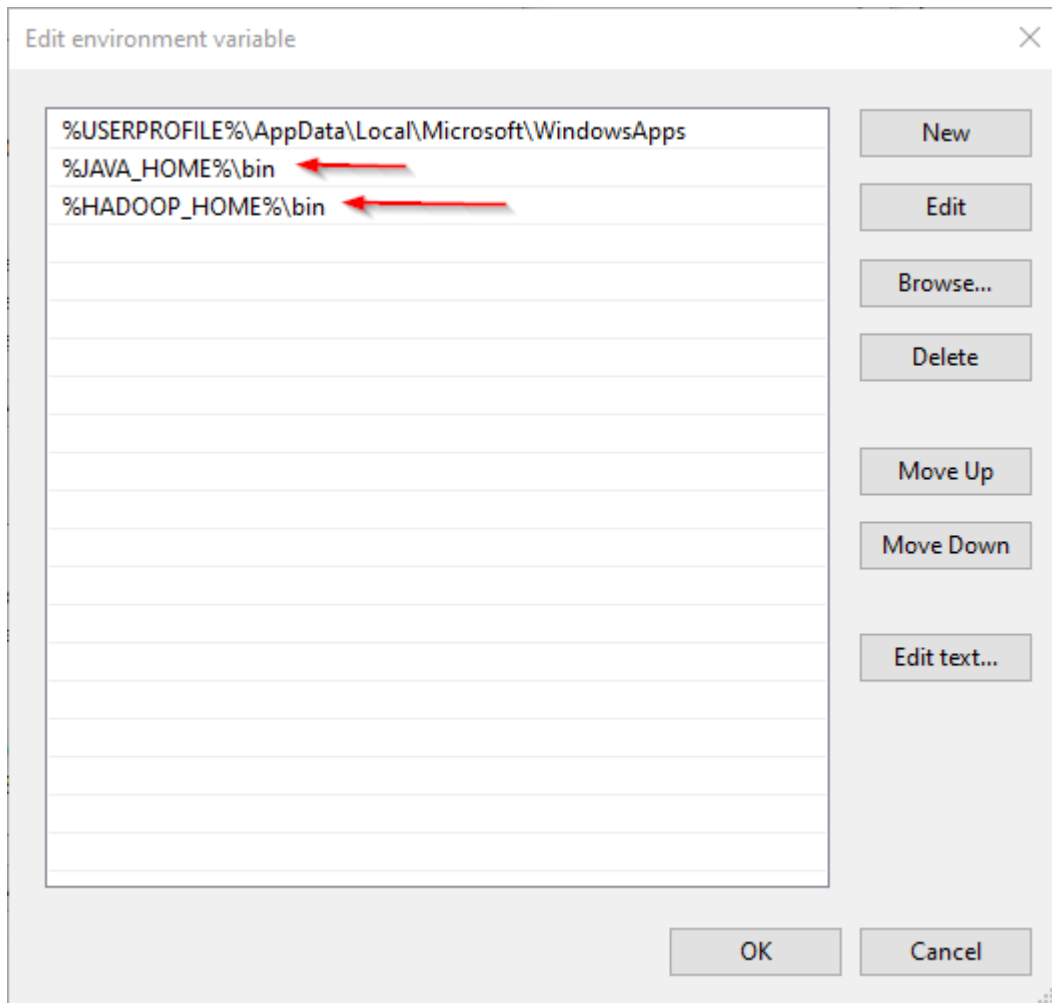 Edit environment variable
%USERPROFILE%\AppData\Local\Microsoft\WindowsApps
%JAVA_HOME%\bin
%HADOOP_HOME%\bin
New
Edit
Browse...
Delete
Move Up
Move Down
Edit text...
OK
Cancel